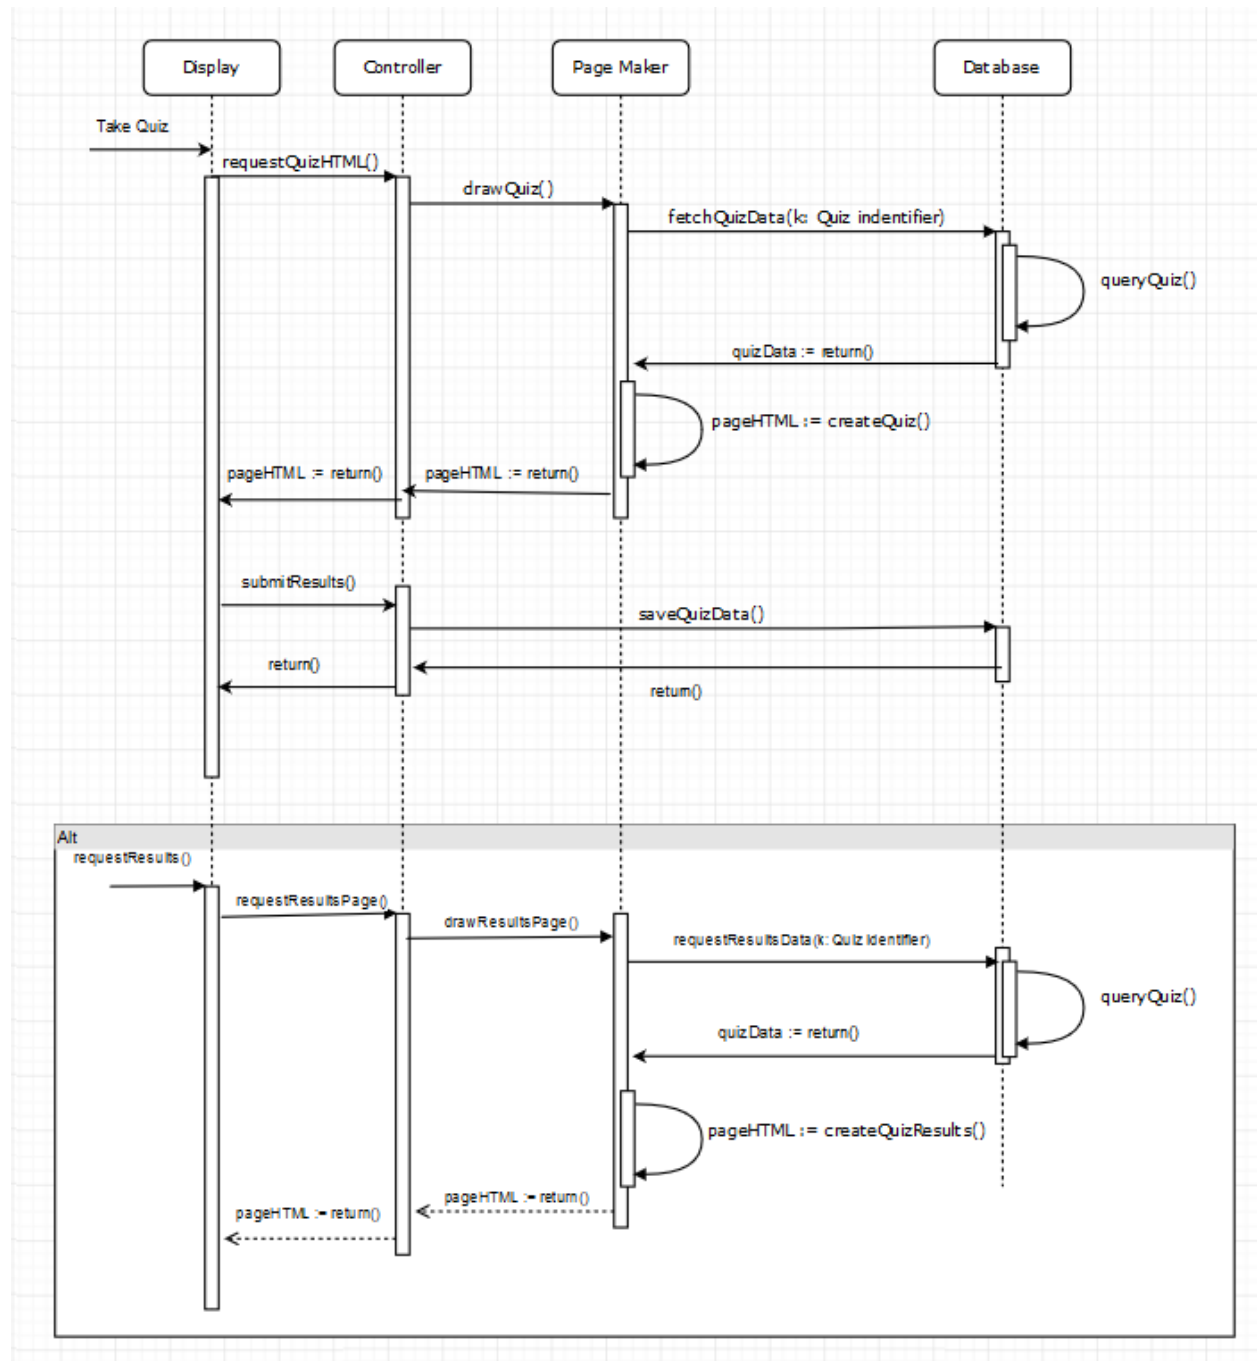 Display
Controller
Page Maker
Database
Take Quiz
requestQuizHTML()
drawQuiz()
fetchQuizData(k: Quiz indentifier)
queryQuiz()
quizData := return()
pageHTML := createQuiz()
pageHTML := return()
pageHTML := return()
submitResults()
saveQuizData()
return()
return()
Alt
requestResults()
requestResultsPage()
drawResultsPage()
requestResultsData(k: Quiz Identifier)
queryQuiz()
quizData := return()
pageHTML := createQuizResults()
pageHTML := return()
pageHTML := return()